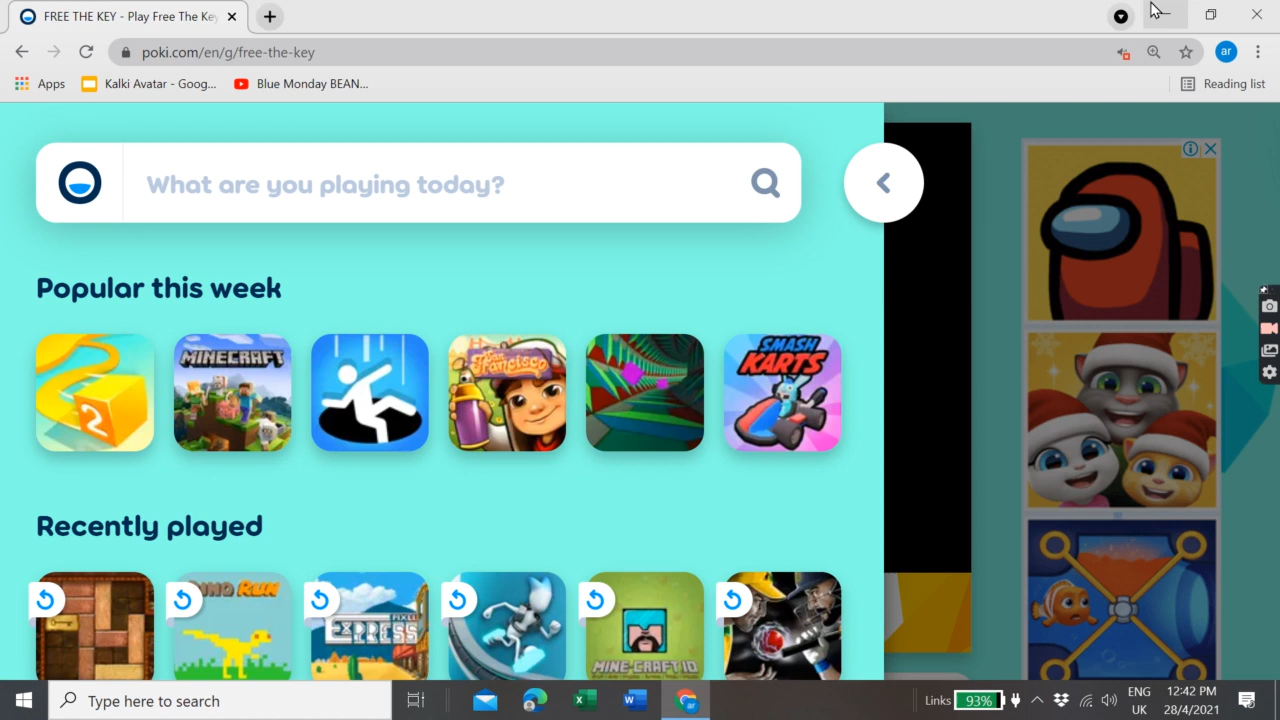 FREE THE KEY - Play Free The Key
poki.com/en/g/free-the-key
ar
Apps
Kalki Avatar - Goog...
Blue Monday BEAN...
Reading list
What are you playing today?
Popular this week
2
MINECRAFT
San Francisco
SMASH KARTS
Recently played
DINO RUN
PIXEL EXPRESS
MINE-CRAFT IO
Type here to search
Links
93%
ENG
UK
12:42 PM
28/4/2021